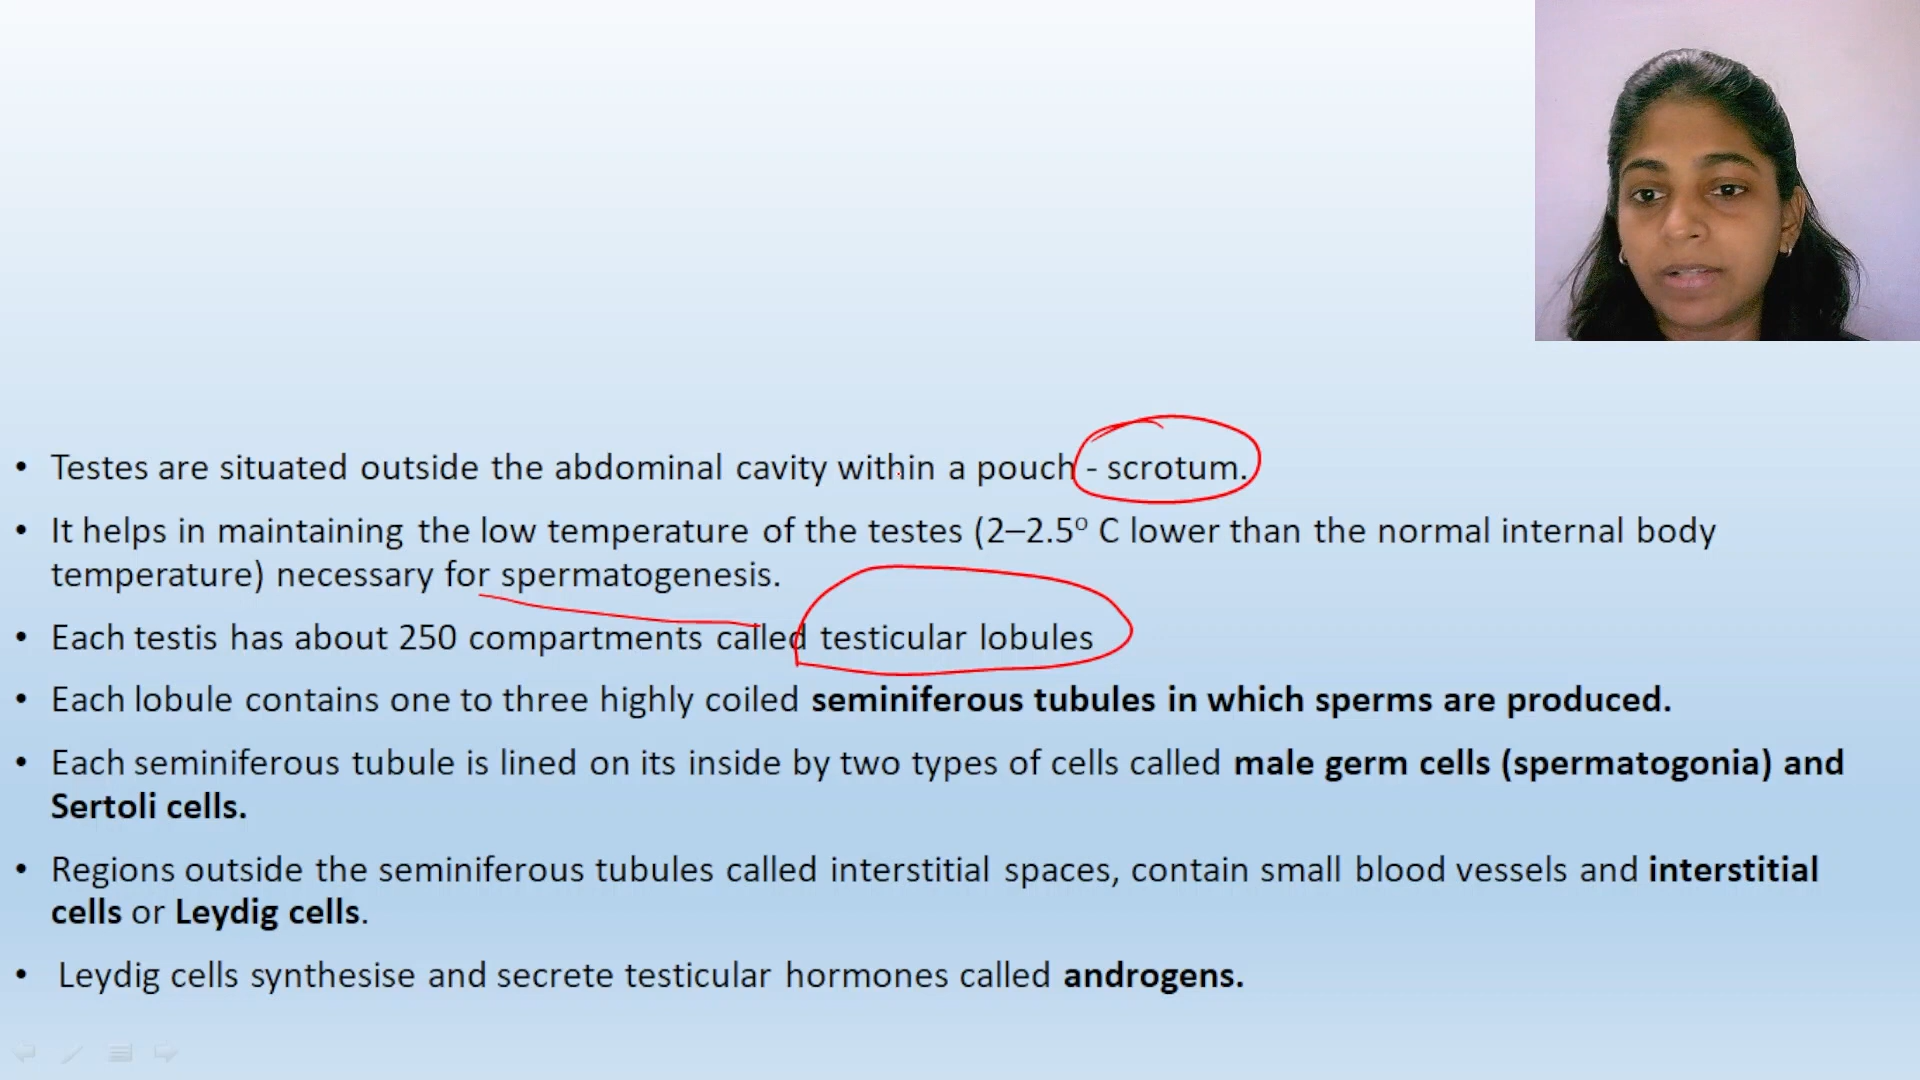 • Testes are situated outside the abdominal cavity within a pouch - scrotum.
• It helps in maintaining the low temperature of the testes (2–2.5º C lower than the normal internal body
temperature) necessary for spermatogenesis.
• Each testis has about 250 compartments called testicular lobules
• Each lobule contains one to three highly coiled seminiferous tubules in which sperms are produced.
• Each seminiferous tubule is lined on its inside by two types of cells called male germ cells (spermatogonia) and
Sertoli cells.
• Regions outside the seminiferous tubules called interstitial spaces, contain small blood vessels and interstitial
cells or Leydig cells.
• Leydig cells synthesise and secrete testicular hormones called androgens.